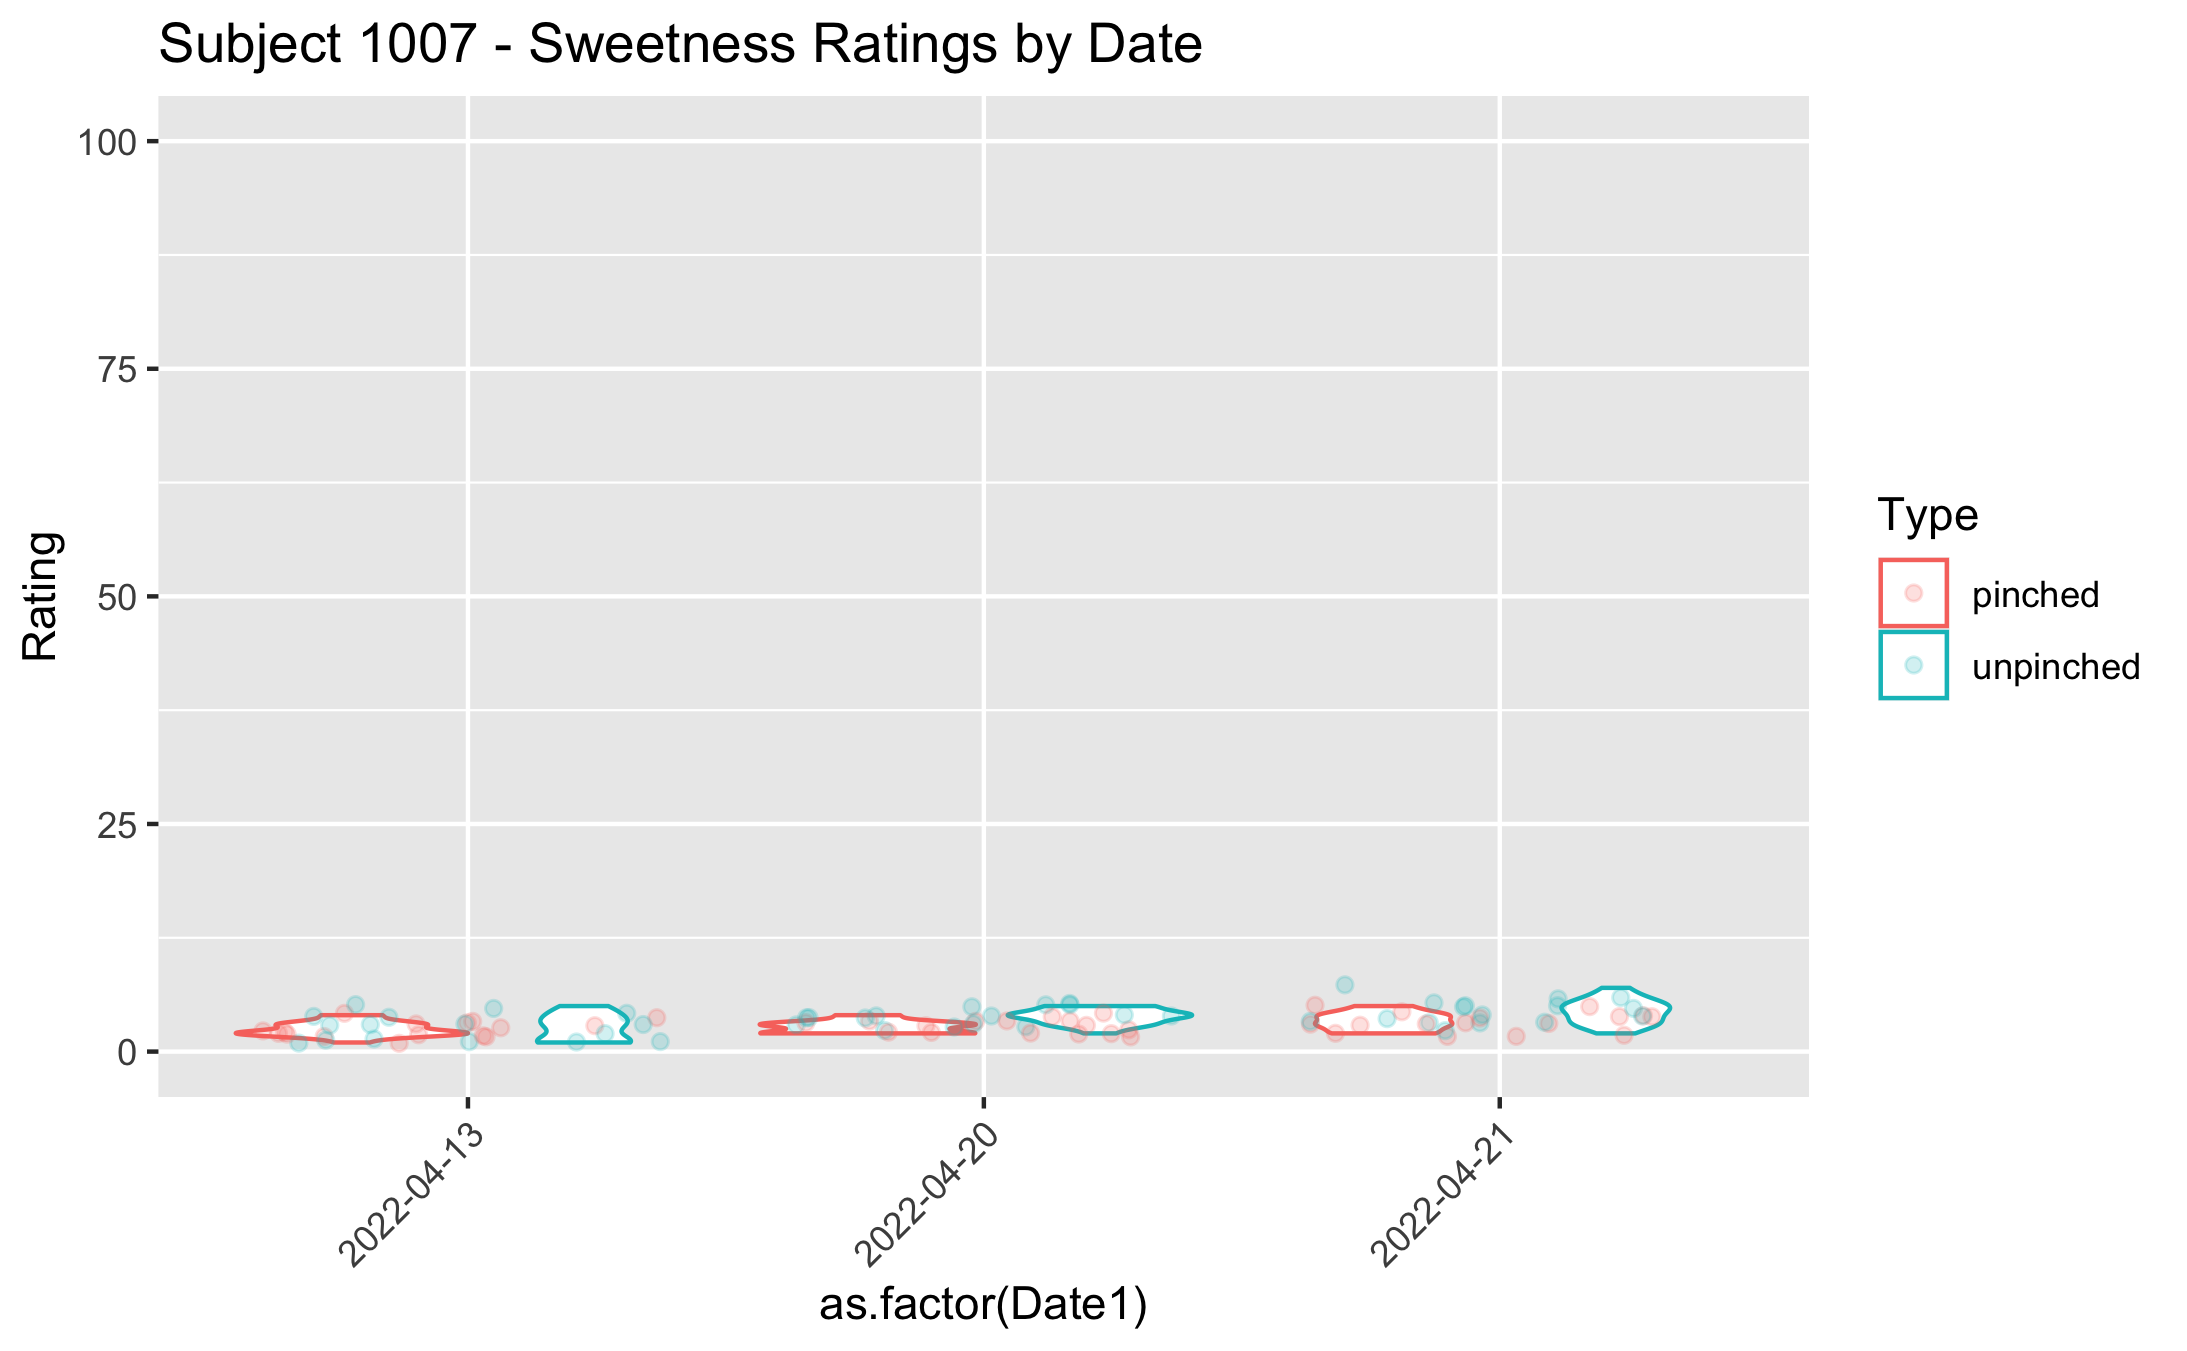 Subject 1007 - Sweetness Ratings by Date
Rating
100
75
50
25
0
2022-04-13
2022-04-20
2022-04-21
as.factor(Date1)
Type
pinched
unpinched